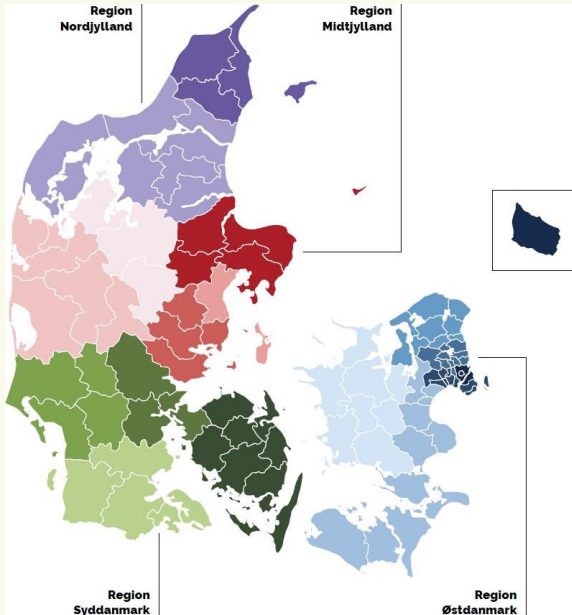 Region
Nordjylland
Region
Midtjylland
Region
Syddanmark
Region
Østdanmark